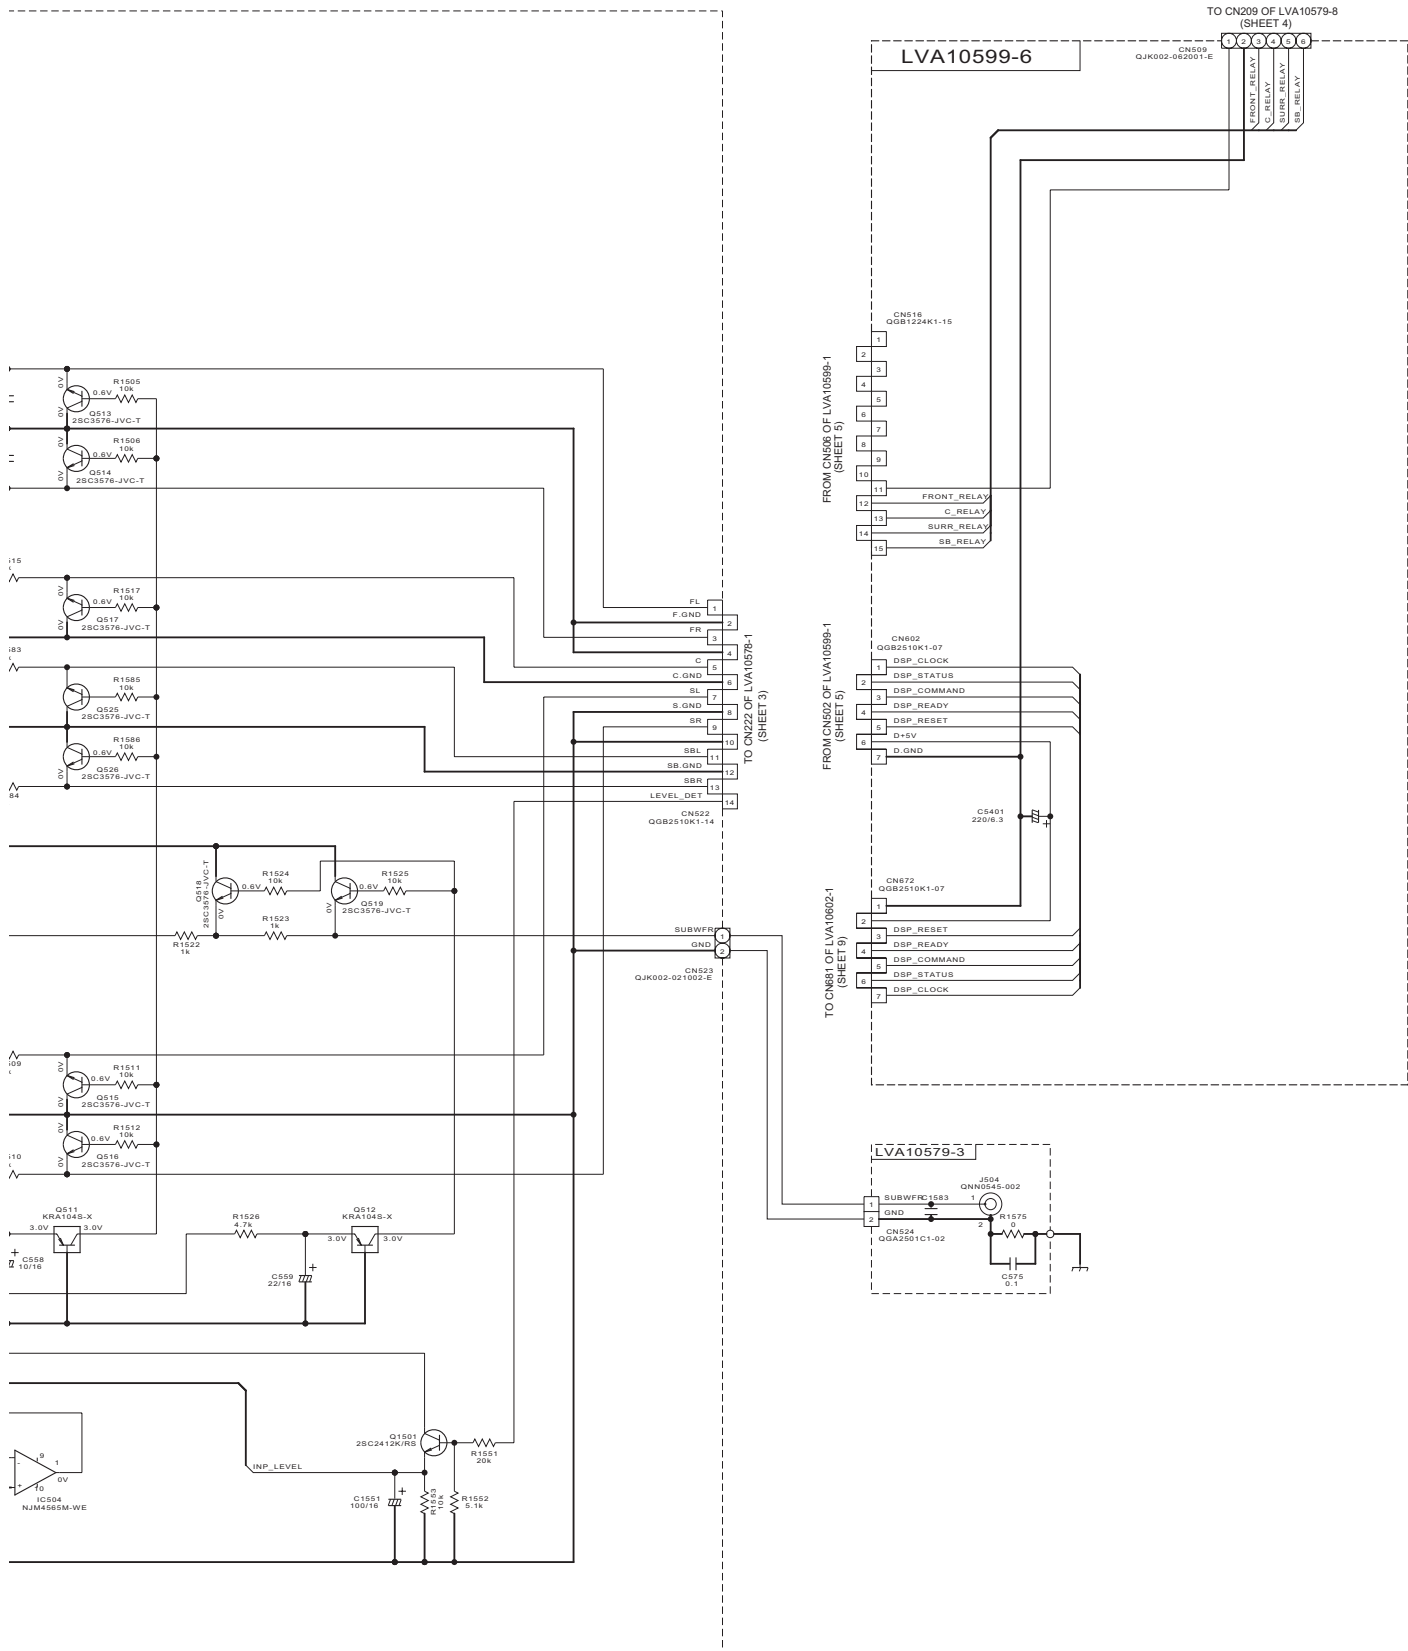 TO CN209 OF LVA10579-8
(SHEET 4)
LVA10599-6
CN509
QJK002-062001-E
1 2 3 4 5 6
FRONT_RELAY
C_RELAY
SURR_RELAY
SB_RELAY
CN516
QGB1224K1-15
FROM CN506 OF LVA10599-1
(SHEET 5)
1
2
3
4
5
6
7
8
9
10
11
12
13
14
15
FRONT_RELAY
C_RELAY
SURR_RELAY
SB_RELAY
0V
0.6V
R1505
10k
0V
Q513
2SC3576-JVC-T
0V
0.6V
R1506
10k
0V
Q514
2SC3576-JVC-T
515
0V
0.6V
R1517
10k
0V
Q517
2SC3576-JVC-T
583
0V
R1585
10k
Q525
2SC3576-JVC-T
R1586
10k
0.6V
0V
Q526
2SC3576-JVC-T
84
FL
F.GND
FR
C
C.GND
SL
S.GND
SR
SBL
SB.GND
SBR
LEVEL_DET
1
2
3
4
5
6
7
8
9
10
11
12
13
14
CN522
QGB2510K1-14
TO CN222 OF LVA10578-1
(SHEET 3)
CN602
QGB2510K1-07
FROM CN502 OF LVA10599-1
(SHEET 5)
1 DSP_CLOCK
2 DSP_STATUS
3 DSP_COMMAND
4 DSP_READY
5 DSP_RESET
6 D+5V
7 D.GND
C5401
220/6.3
+
CN672
QGB2510K1-07
TO CN681 OF LVA10602-1
(SHEET 9)
1
2
3 DSP_RESET
4 DSP_READY
5 DSP_COMMAND
6 DSP_STATUS
7 DSP_CLOCK
Q518
2SC3576-JVC-T
0.6V
0V
R1524
10k
0.6V
0V
R1525
10k
Q519
2SC3576-JVC-T
R1523
1k
R1522
1k
SUBWFR 1
GND 2
CN523
QJK002-021002-E
509
0V
0.6V
R1511
10k
0V
Q515
2SC3576-JVC-T
0V
0.6V
R1512
10k
0V
Q516
2SC3576-JVC-T
510
LVA10579-3
1 SUBWFR
2 GND
C1583
CN524
QGA2501C1-02
J504
QNN0545-002
1
2
R1575
0
C575
0.1
Q511
KRA104S-X
3.0V 3.0V
+
C558
10/16
R1526
4.7k
Q512
KRA104S-X
3.0V 3.0V
C559
22/16
+
Q1501
2SC2412K/RS
R1551
20k
INP_LEVEL
C1551
100/16
+
R1553
10k
R1552
5.1k
9
1
-
+
10
0V
IC504
NJM4565M-WE